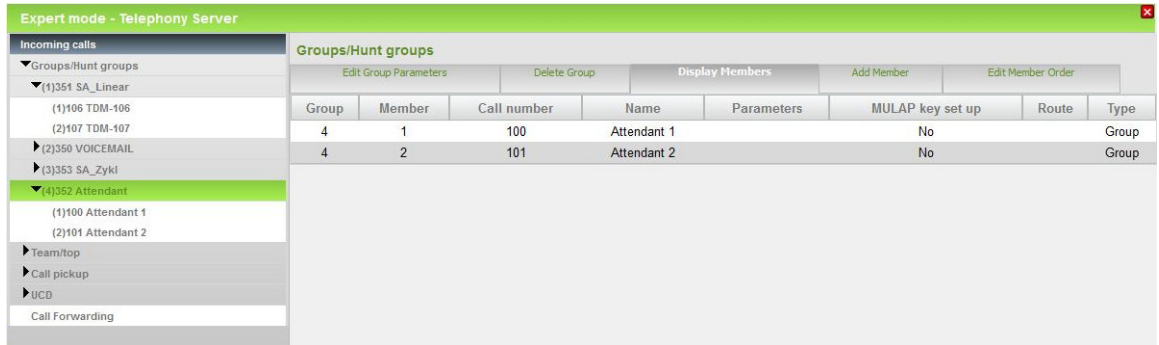 Expert mode - Telephony Server
Incoming calls
Groups/Hunt groups
(1)351 SA_Linear
(1)106 TDM-106
(2)107 TDM-107
(2)350 VOICEMAIL
(3)353 SA_Zykl
(4)352 Attendant
(1)100 Attendant 1
(2)101 Attendant 2
Team/top
Call pickup
UCD
Call Forwarding
Groups/Hunt groups
Edit Group Parameters Delete Group Display Members Add Member Edit Member Order
Group Member Call number Name Parameters MULAP key set up Route Type
4 1 100 Attendant 1 No Group
4 2 101 Attendant 2 No Group